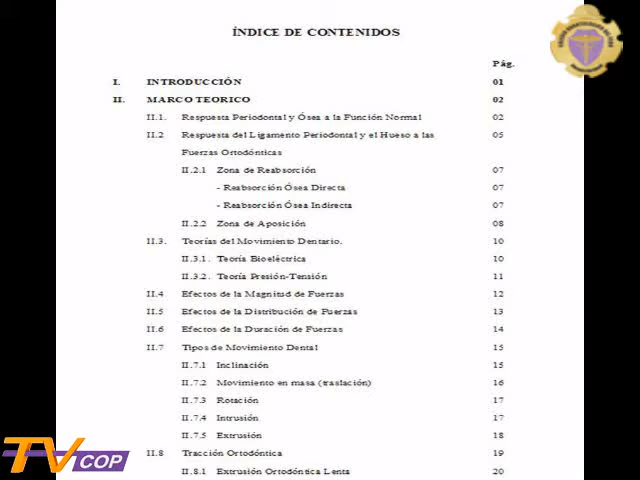 ÍNDICE DE CONTENIDOS
Pág.
I. INTRODUCCIÓN 01
II. MARCO TEORICO 02
II.1. Respuesta Periodontal y Ósea a la Función Normal 02
II.2 Respuesta del Ligamento Periodontal y el Hueso a las 05
Fuerzas Ortodónticas
II.2.1 Zona de Reabsorción 07
- Reabsorción Ósea Directa 07
- Reabsorción Ósea Indirecta 07
II.2.2 Zona de Aposición 08
II.3. Teorías del Movimiento Dentario. 10
II.3.1. Teoría Bioeléctrica 10
II.3.2. Teoría Presión-Tensión 11
II.4 Efectos de la Magnitud de Fuerzas 12
II.5 Efectos de la Distribución de Fuerzas 13
II.6 Efectos de la Duración de Fuerzas 14
II.7 Tipos de Movimiento Dental 15
II.7.1 Inclinación 15
II.7.2 Movimiento en masa (traslación) 16
II.7.3 Rotación 17
II.7.4 Intrusión 17
II.7.5 Extrusión 18
II.8 Tracción Ortodóntica 19
II.8.1 Extrusión Ortodóntica Lenta 20
TV COP